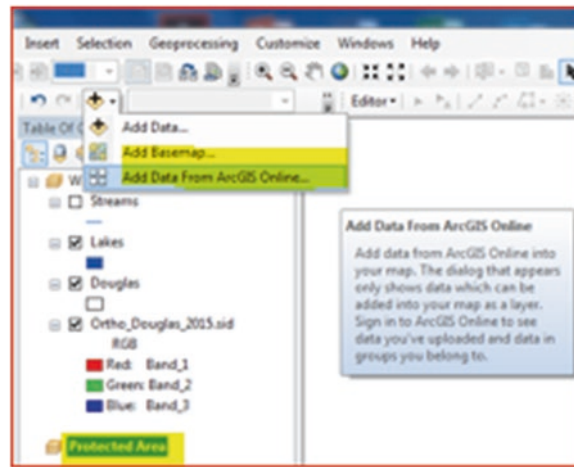 Insert Selection Geoprocessing Customize Windows Help
Editor
Table Of
Add Data...
Add Basemap...
Add Data From ArcGIS Online...
W
Streams
Lakes
Douglas
Ortho_Douglas_2015.sid
RGB
Red: Band_1
Green: Band_2
Blue: Band_3
Protected Area
Add Data From ArcGIS Online
Add data from ArcGIS Online into
your map. The dialog that appears
only shows data which can be
added into your map as a layer.
Sign in to ArcGIS Online to see
data you've uploaded and data in
groups you belong to.